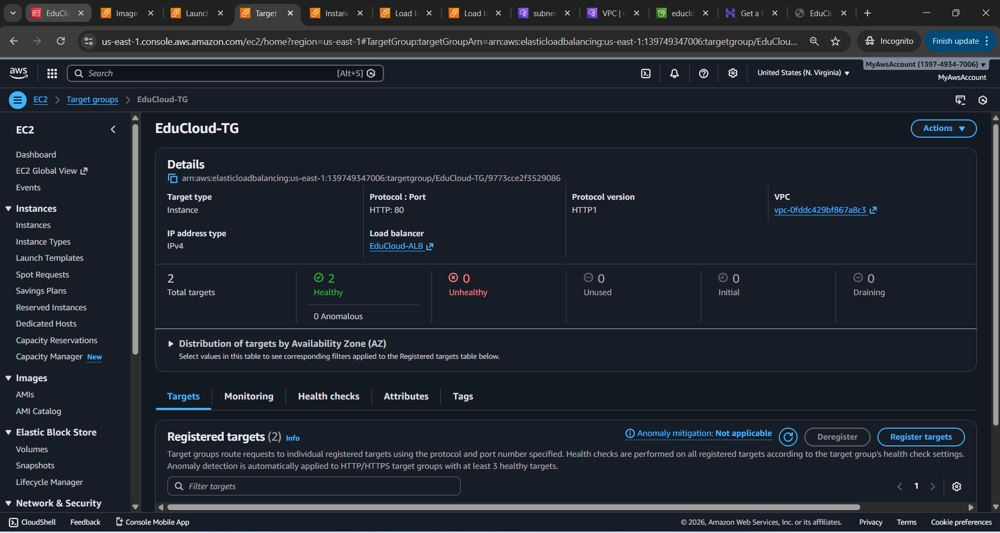 EduClo
Image
Launch
Target
Instanc
Load b
Load b
subnet
VPC | u
educlo
Get a
EduClo
us-east-1.console.aws.amazon.com/ec2/home?region=us-east-1#TargetGroup:targetGroupArn=arn:aws:elasticloadbalancing:us-east-1:139749347006:targetgroup/EduClou...
Incognito
Finish update
aws
Search
[Alt+S]
United States (N. Virginia)
MyAwsAccount (1397-4934-7006)
MyAwsAccount
EC2
Target groups
EduCloud-TG
EC2
Dashboard
EC2 Global View
Events
Instances
Instances
Instance Types
Launch Templates
Spot Requests
Savings Plans
Reserved Instances
Dedicated Hosts
Capacity Reservations
Capacity Manager New
Images
AMIs
AMI Catalog
Elastic Block Store
Volumes
Snapshots
Lifecycle Manager
Network & Security
EduCloud-TG
Actions
Details
arn:aws:elasticloadbalancing:us-east-1:139749347006:targetgroup/EduCloud-TG/9773cce2f3529086
Target type
Instance
Protocol : Port
HTTP: 80
Protocol version
HTTP1
VPC
vpc-0fddc429bf867a8c3
IP address type
IPv4
Load balancer
EduCloud-ALB
2
Total targets
2
Healthy
0 Anomalous
0
Unhealthy
0
Unused
0
Initial
0
Draining
Distribution of targets by Availability Zone (AZ)
Select values in this table to see corresponding filters applied to the Registered targets table below.
Targets
Monitoring
Health checks
Attributes
Tags
Registered targets (2) Info
Anomaly mitigation: Not applicable
Deregister
Register targets
Target groups route requests to individual registered targets using the protocol and port number specified. Health checks are performed on all registered targets according to the target group's health check settings.
Anomaly detection is automatically applied to HTTP/HTTPS target groups with at least 3 healthy targets.
Filter targets
1
CloudShell
Feedback
Console Mobile App
© 2026, Amazon Web Services, Inc. or its affiliates.
Privacy
Terms
Cookie preferences